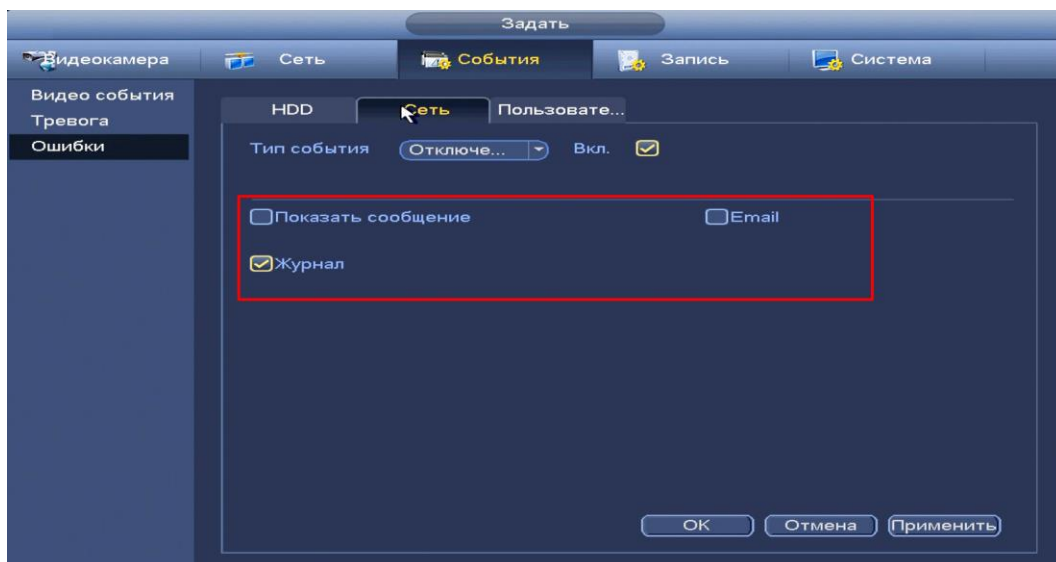 Задать
Видеокамера Сеть События Запись Система
Видео события
Тревога
Ошибки
HDD Сеть Пользовате...
Тип события Отключе... Вкл.
Показать сообщение Email
Журнал
OK Отмена Применить